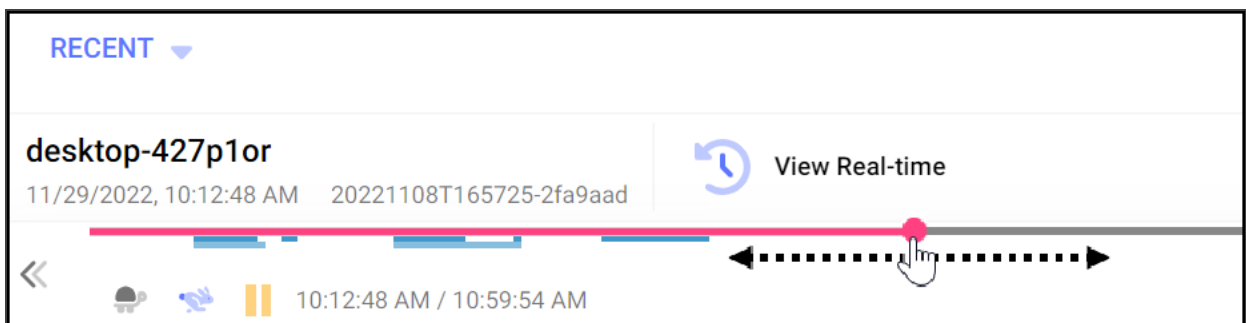 RECENT
desktop-427p1or
11/29/2022, 10:12:48 AM 20221108T165725-2fa9aad
View Real-time
10:12:48 AM / 10:59:54 AM